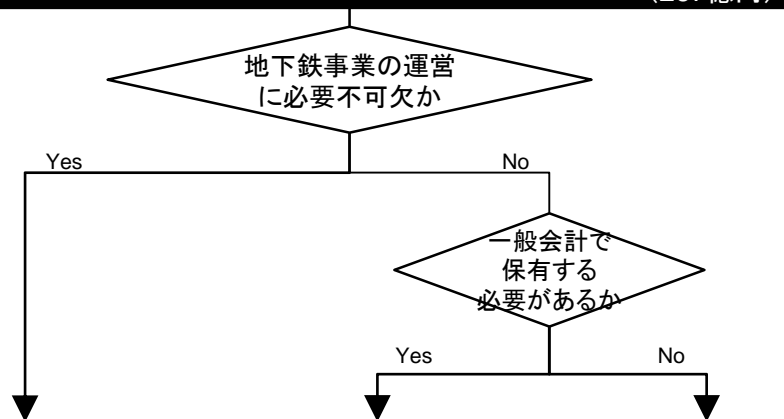 地下鉄事業の運営
に必要不可欠か
Yes
No
一般会計で
保有する
必要があるか
Yes
No